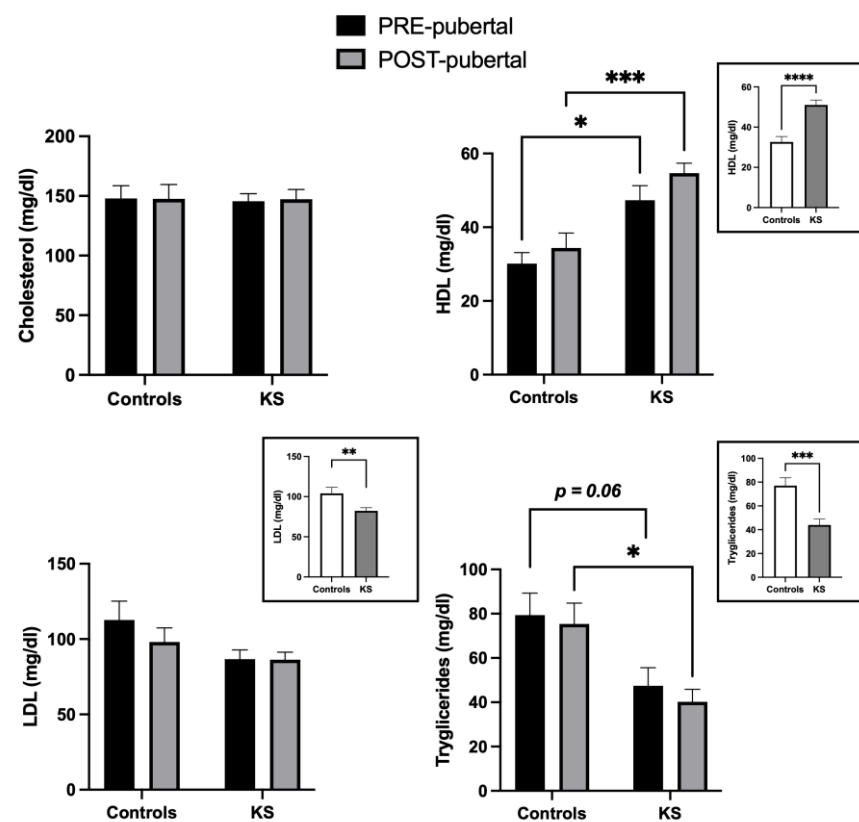 PRE-pubertal
POST-pubertal
Cholesterol (mg/dl)
200
150
100
50
0
Controls
KS
HDL (mg/dl)
60
40
20
0
*
***
Controls
KS
HDL (mg/dl)
60
40
20
0
****
Controls
KS
LDL (mg/dl)
150
100
50
0
Controls
KS
LDL (mg/dl)
150
100
50
0
**
Controls
KS
Tryglicerides (mg/dl)
100
80
60
40
20
0
p = 0.06
*
Controls
KS
Tryglicerides (mg/dl)
100
80
60
40
20
0
***
Controls
KS